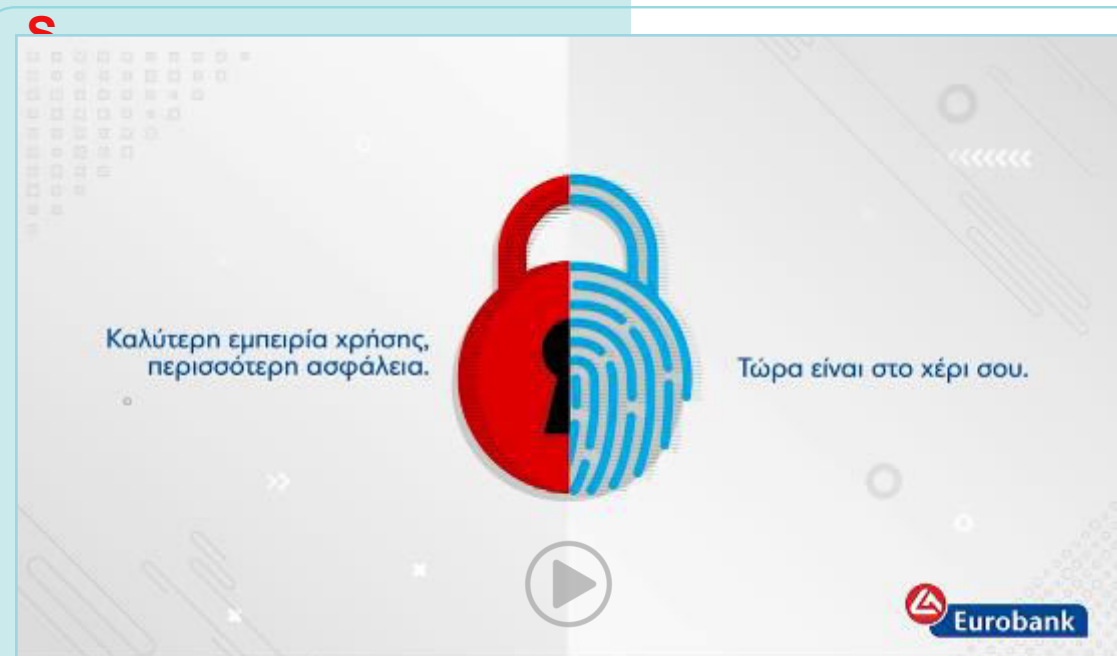 S
Καλύτερη εμπειρία χρήσης,
περισσότερη ασφάλεια.
Τώρα είναι στο χέρι σου.
Eurobank